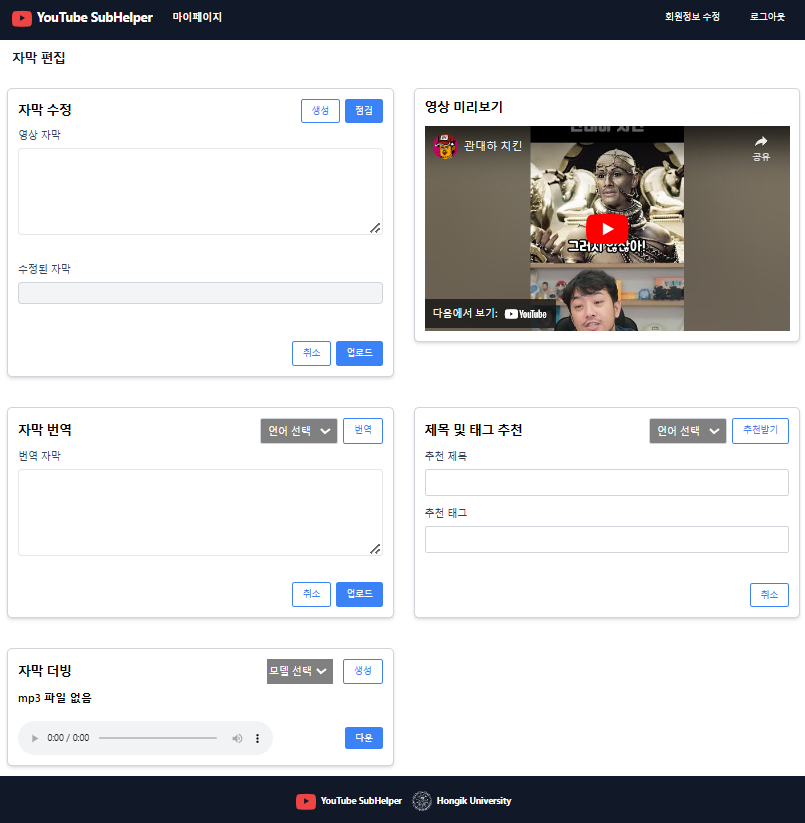 YouTube SubHelper 마이페이지 회원정보 수정 로그아웃
자막 편집
자막 수정 생성 점검
영상 자막
수정된 자막
취소 업로드
영상 미리보기
관대하 치킨
공유
관대하 치킨
그러지 않잖아!
다음에서 보기: YouTube
자막 번역 언어 선택 번역
번역 자막
취소 업로드
제목 및 태그 추천 언어 선택 추천받기
추천 제목
추천 태그
취소
자막 더빙 모델 선택 생성
mp3 파일 없음
0:00 / 0:00
다운
YouTube SubHelper Hongik University